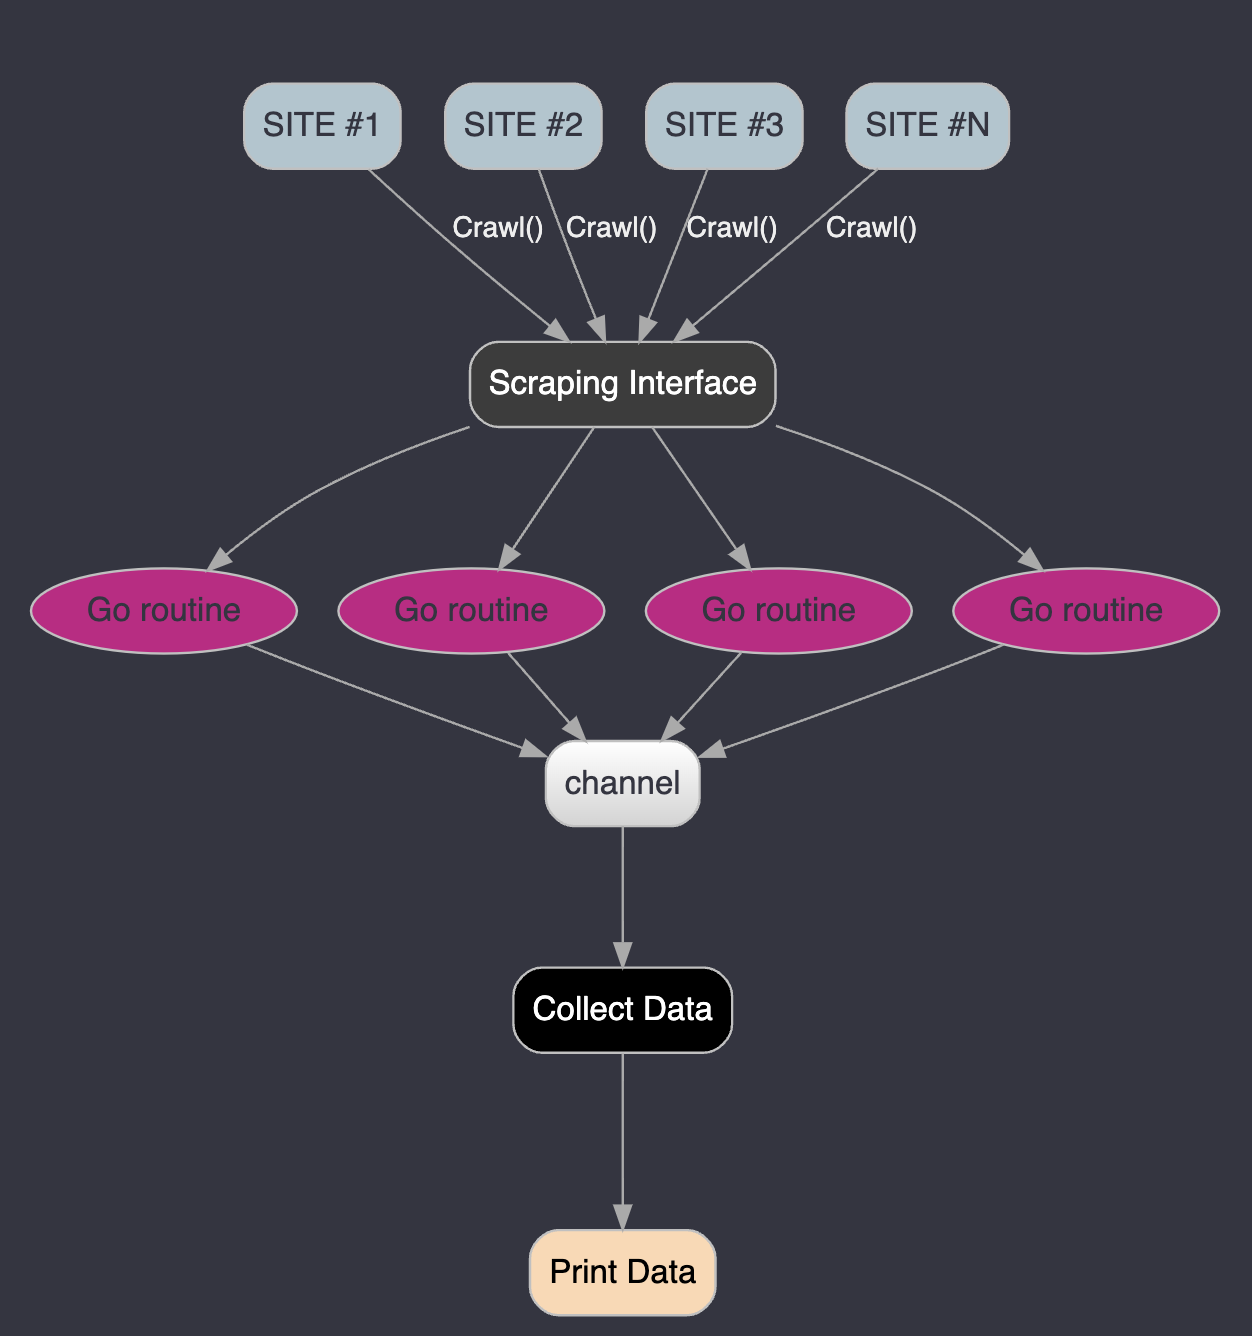 SITE #1
SITE #2
SITE #3
SITE #N
Crawl()
Crawl()
Crawl()
Crawl()
Scraping Interface
Go routine
Go routine
Go routine
Go routine
channel
Collect Data
Print Data